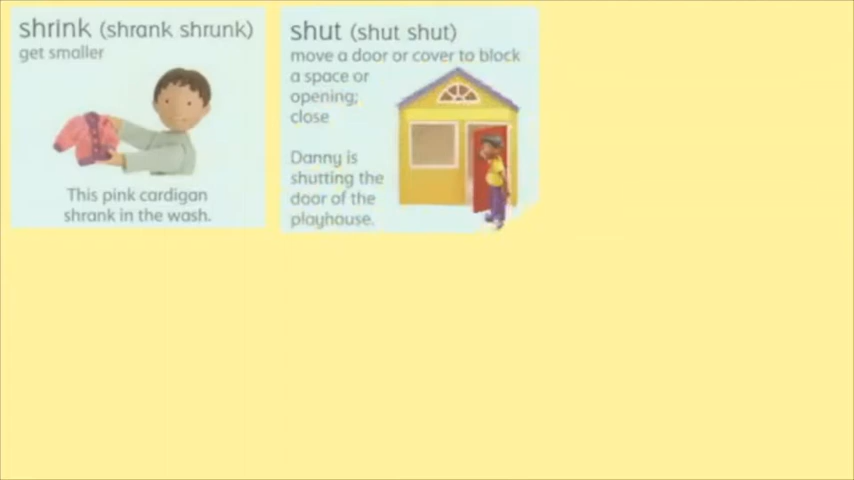 shrink (shrank shrunk)
get smaller
This pink cardigan
shrank in the wash.
shut (shut shut)
move a door or cover to block
a space or
opening;
close
Danny is
shutting the
door of the
playhouse.